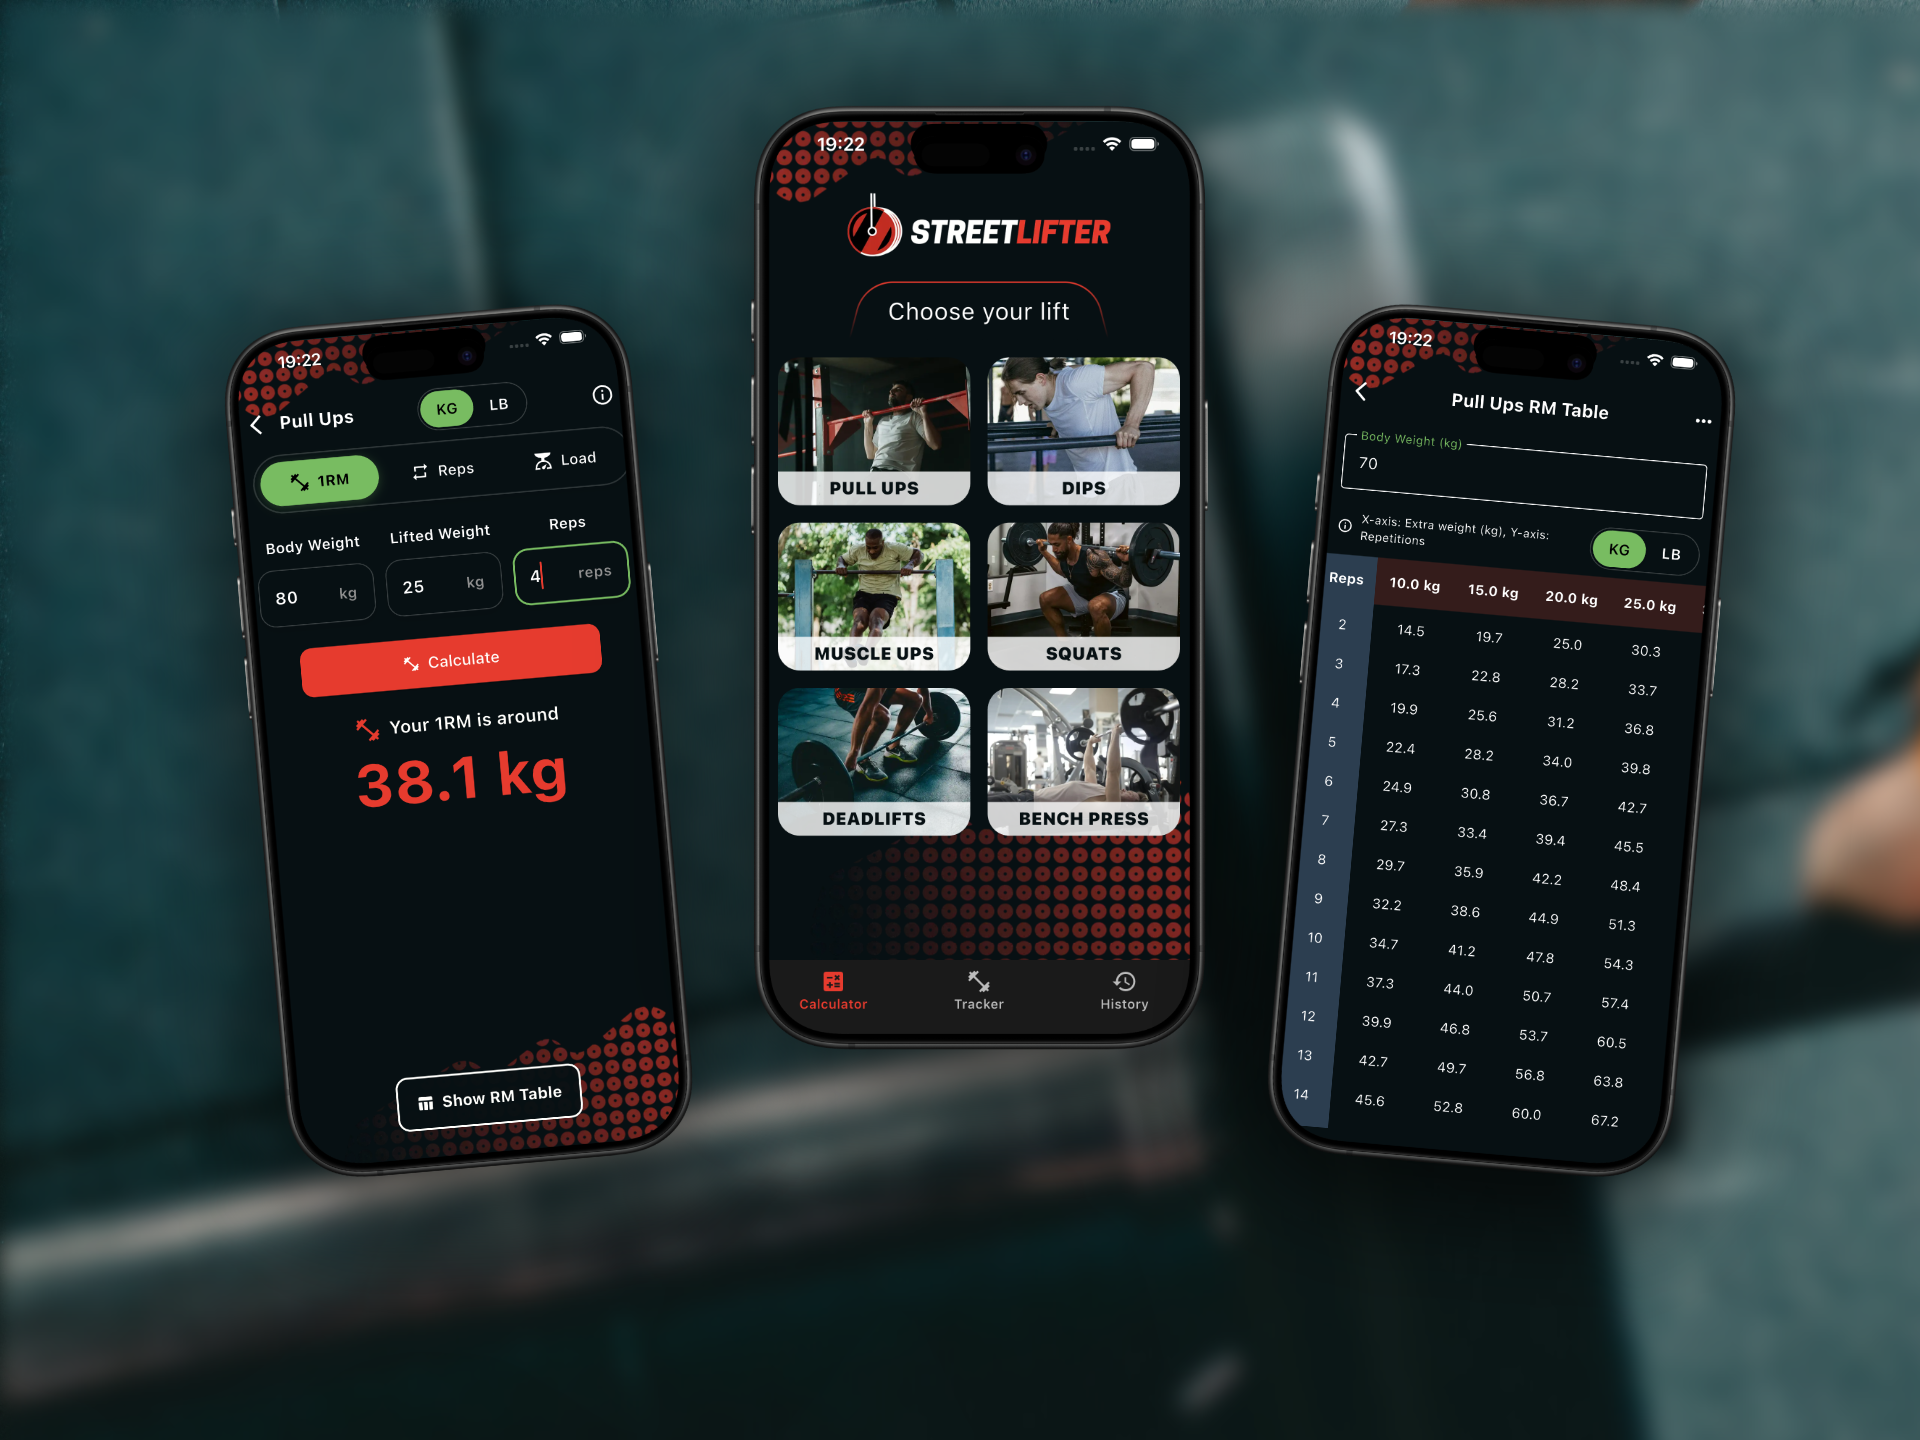 19:22
Pull Ups
KG LB
1RM Reps Load
Body Weight Lifted Weight Reps
80 kg 25 kg 4 reps
Calculate
Your 1RM is around
38.1 kg
Show RM Table
19:22
STREETLIFTER
Choose your lift
PULL UPS DIPS
MUSCLE UPS SQUATS
DEADLIFTS BENCH PRESS
Calculator Tracker History
19:22
Pull Ups RM Table
Body Weight (kg)
70
X-axis: Extra weight (kg), Y-axis:
Repetitions
KG LB
Reps 10.0 kg 15.0 kg 20.0 kg 25.0 kg
2 14.5 19.7 25.0 30.3
3 17.3 22.8 28.2 33.7
4 19.9 25.6 31.2 36.8
5 22.4 28.2 34.0 39.8
6 24.9 30.8 36.7 42.7
7 27.3 33.4 39.4 45.5
8 29.7 35.9 42.2 48.4
9 32.2 38.6 44.9 51.3
10 34.7 41.2 47.8 54.3
11 37.3 44.0 50.7 57.4
12 39.9 46.8 53.7 60.5
13 42.7 49.7 56.8 63.8
14 45.6 52.8 60.0 67.2